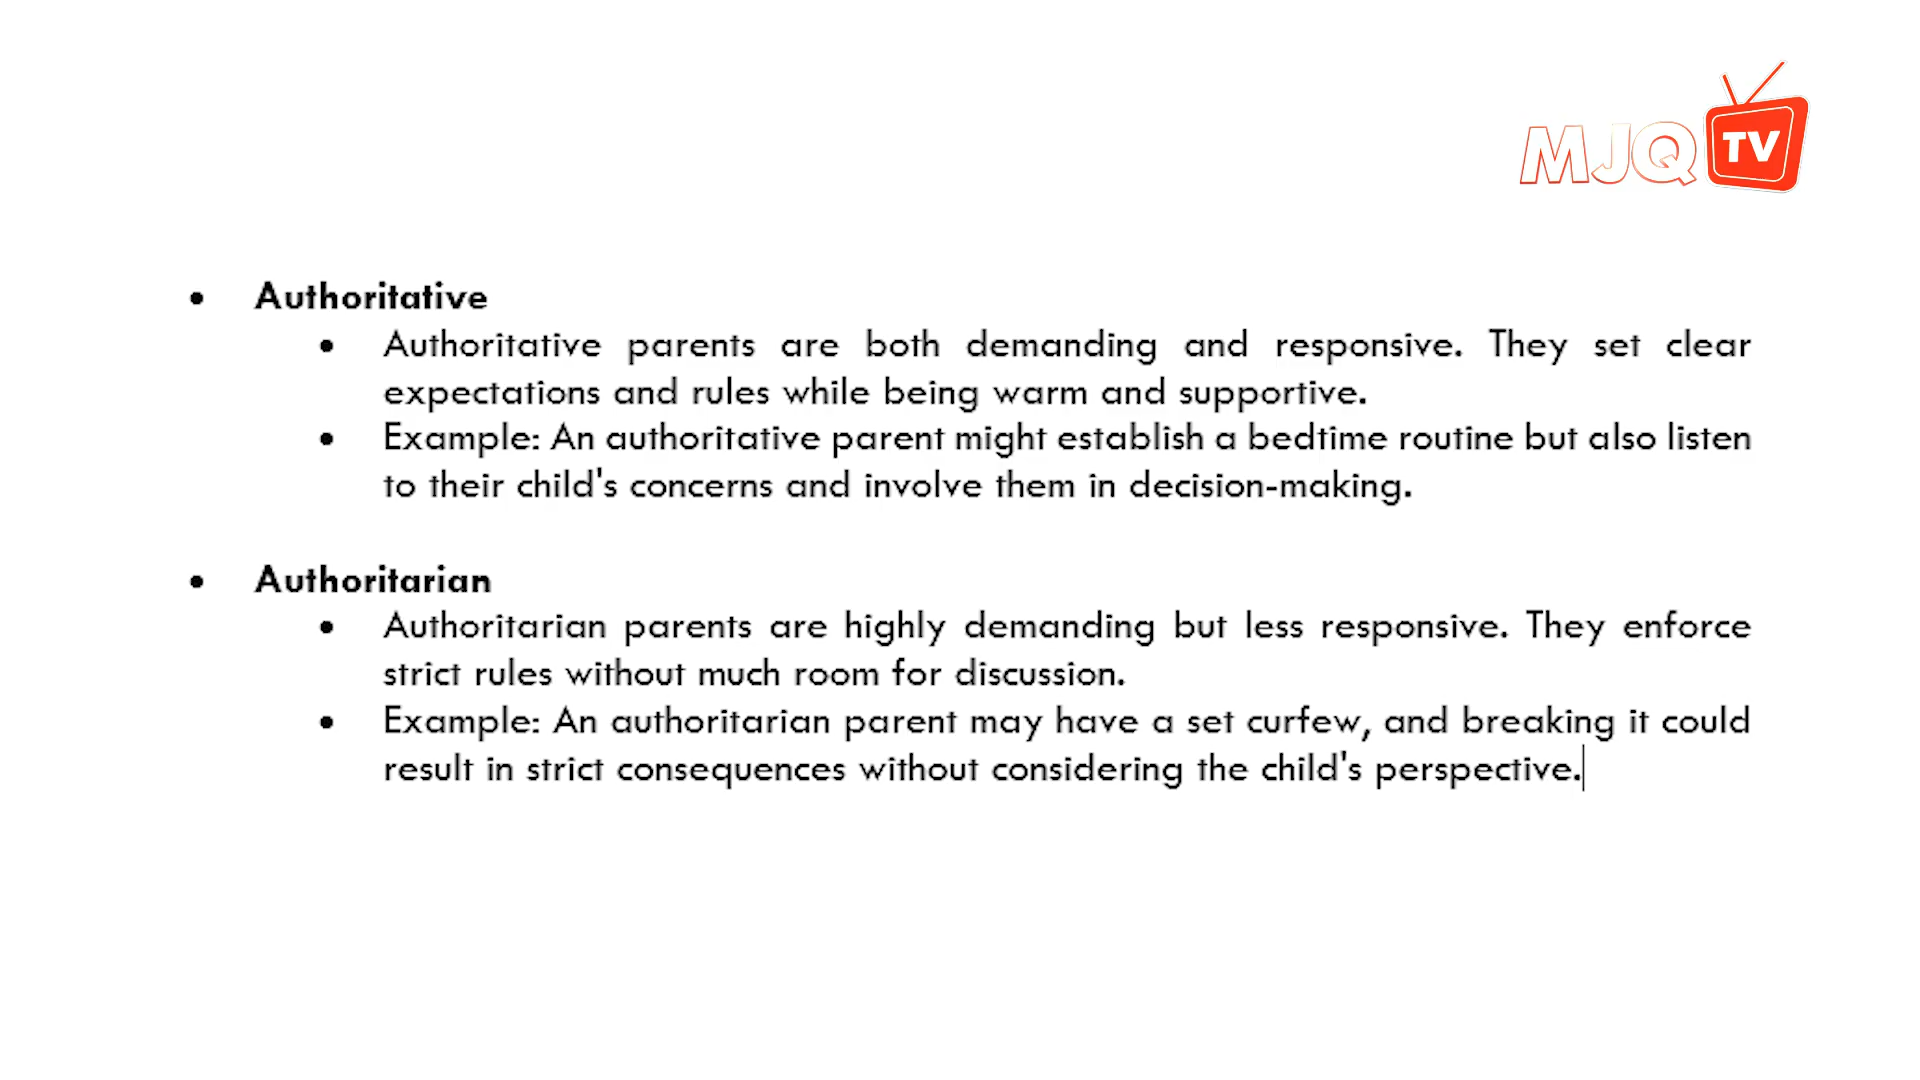 MJQ TV
• Authoritative
• Authoritative parents are both demanding and responsive. They set clear
expectations and rules while being warm and supportive.
• Example: An authoritative parent might establish a bedtime routine but also listen
to their child's concerns and involve them in decision-making.
• Authoritarian
• Authoritarian parents are highly demanding but less responsive. They enforce
strict rules without much room for discussion.
• Example: An authoritarian parent may have a set curfew, and breaking it could
result in strict consequences without considering the child's perspective.